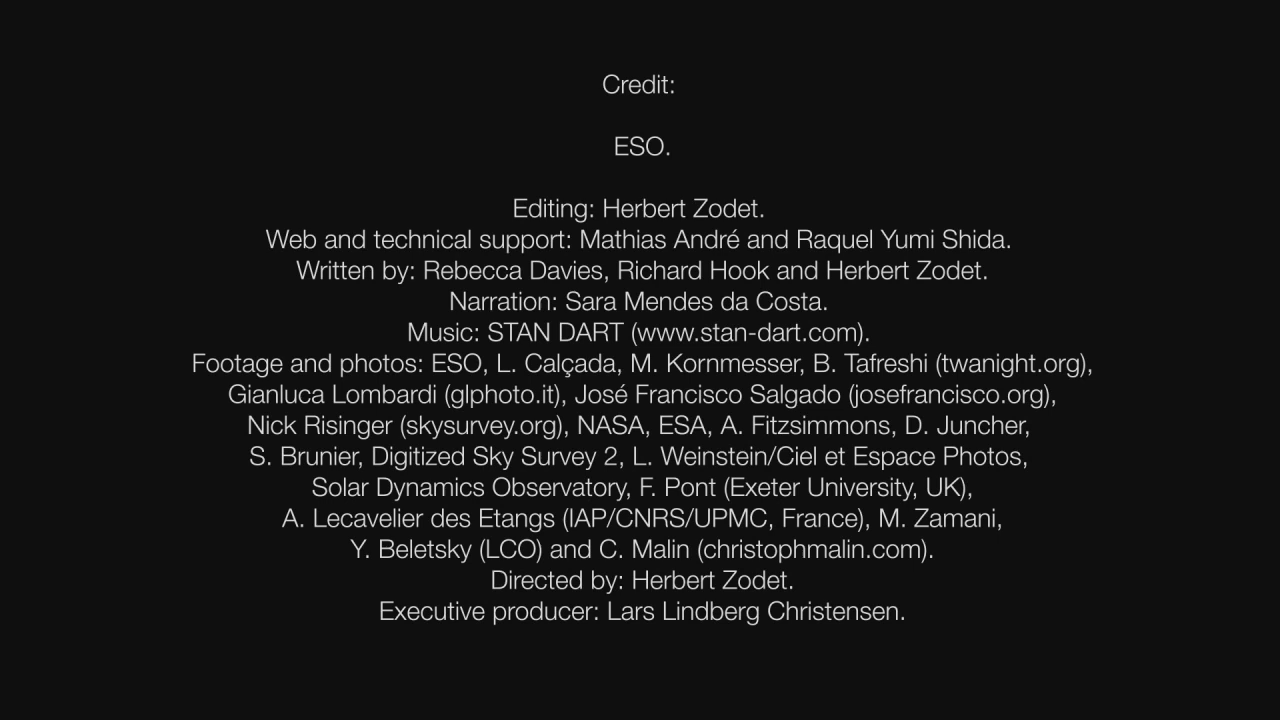 Credit:
ESO.
Editing: Herbert Zodet.
Web and technical support: Mathias André and Raquel Yumi Shida.
Written by: Rebecca Davies, Richard Hook and Herbert Zodet.
Narration: Sara Mendes da Costa.
Music: STAN DART (www.stan-dart.com).
Footage and photos: ESO, L. Calçada, M. Kornmesser, B. Tafreshi (twanight.org),
Gianluca Lombardi (glphoto.it), José Francisco Salgado (josefrancisco.org),
Nick Risinger (skysurvey.org), NASA, ESA, A. Fitzsimmons, D. Juncher,
S. Brunier, Digitized Sky Survey 2, L. Weinstein/Ciel et Espace Photos,
Solar Dynamics Observatory, F. Pont (Exeter University, UK),
A. Lecavelier des Etangs (IAP/CNRS/UPMC, France), M. Zamani,
Y. Beletsky (LCO) and C. Malin (christophmalin.com).
Directed by: Herbert Zodet.
Executive producer: Lars Lindberg Christensen.